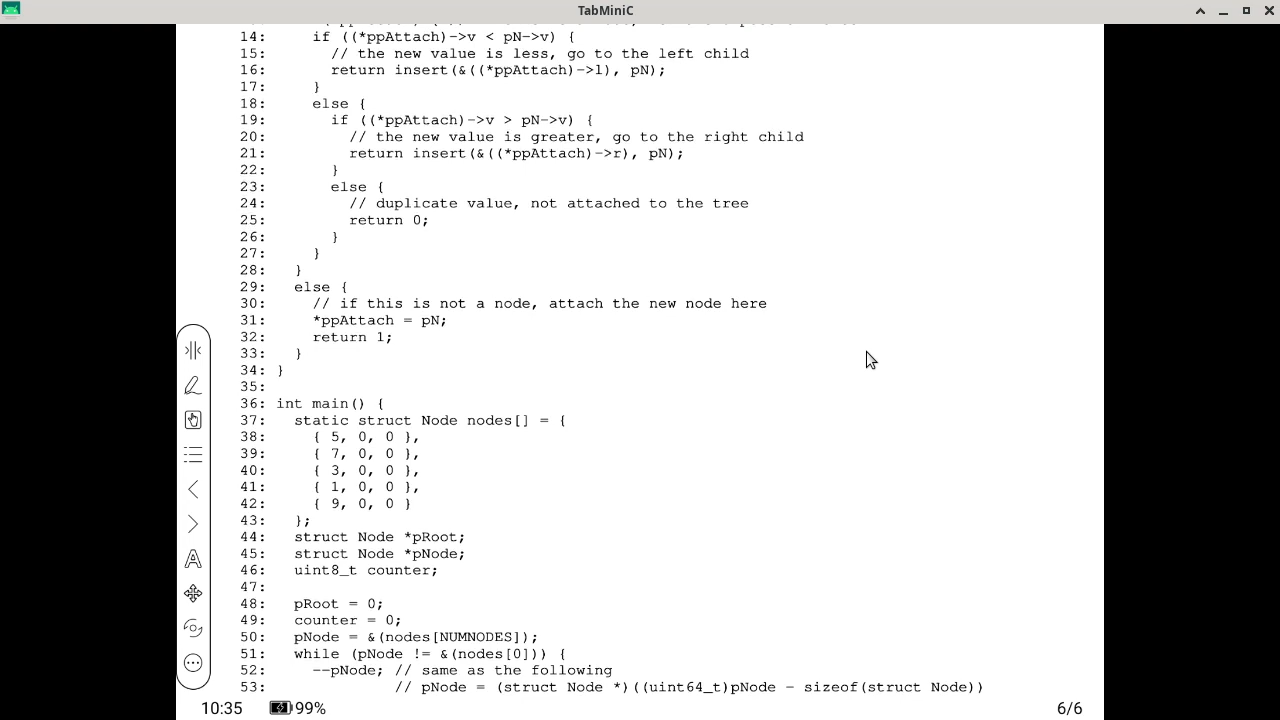 TabMiniC
14: if ((*ppAttach)->v < pN->v) {
15: // the new value is less, go to the left child
16: return insert(&((*ppAttach)->l), pN);
17: }
18: else {
19: if ((*ppAttach)->v > pN->v) {
20: // the new value is greater, go to the right child
21: return insert(&((*ppAttach)->r), pN);
22: }
23: else {
24: // duplicate value, not attached to the tree
25: return 0;
26: }
27: }
28: }
29: else {
30: // if this is not a node, attach the new node here
31: *ppAttach = pN;
32: return 1;
33: }
34: }
35:
36: int main() {
37: static struct Node nodes[] = {
38: { 5, 0, 0 },
39: { 7, 0, 0 },
40: { 3, 0, 0 },
41: { 1, 0, 0 },
42: { 9, 0, 0 }
43: };
44: struct Node *pRoot;
45: struct Node *pNode;
46: uint8_t counter;
47:
48: pRoot = 0;
49: counter = 0;
50: pNode = &(nodes[NUMNODES]);
51: while (pNode != &(nodes[0])) {
52: --pNode; // same as the following
53: // pNode = (struct Node *)((uint64_t)pNode - sizeof(struct Node))
10:35 99% 6/6